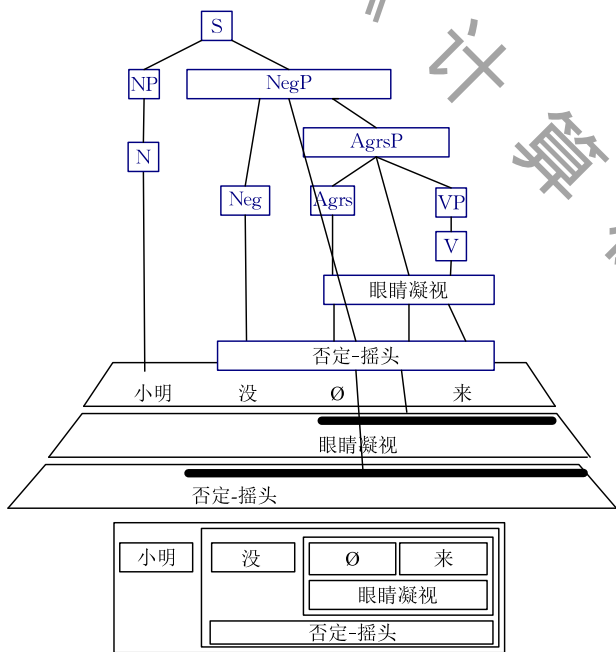 S
NP NegP
AgrsP
N
Neg Agrs VP
V
眼睛凝视
否定-摇头
小明 没 Ø 来
眼睛凝视
否定-摇头
小明 没 Ø 来
眼睛凝视
否定-摇头
计算